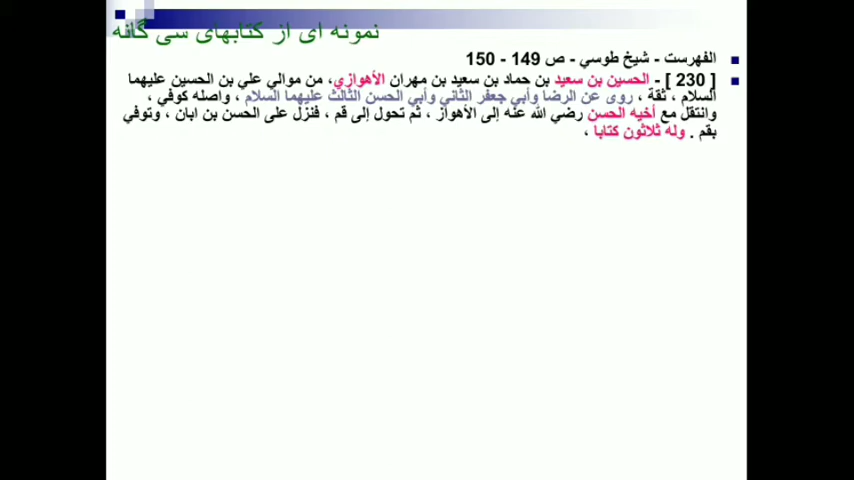 نمونه ای از کتابهای سی گانه
الفهرست - شيخ طوسي - ص 149 - 150
[ 230 ] - الحسين بن سعيد بن حماد بن سعيد بن مهران الأهوازي، من موالي علي بن الحسين عليهما
السلام ، ثقة ، روى عن الرضا وأبي جعفر الثاني وأبي الحسن الثالث عليهما السلام ، واصله كوفي ،
وانتقل مع أخيه الحسن رضي الله عنه إلى الأهواز ، ثم تحول إلى قم ، فنزل على الحسن بن ابان ، وتوفي
بقم . وله ثلاثون كتابا ،